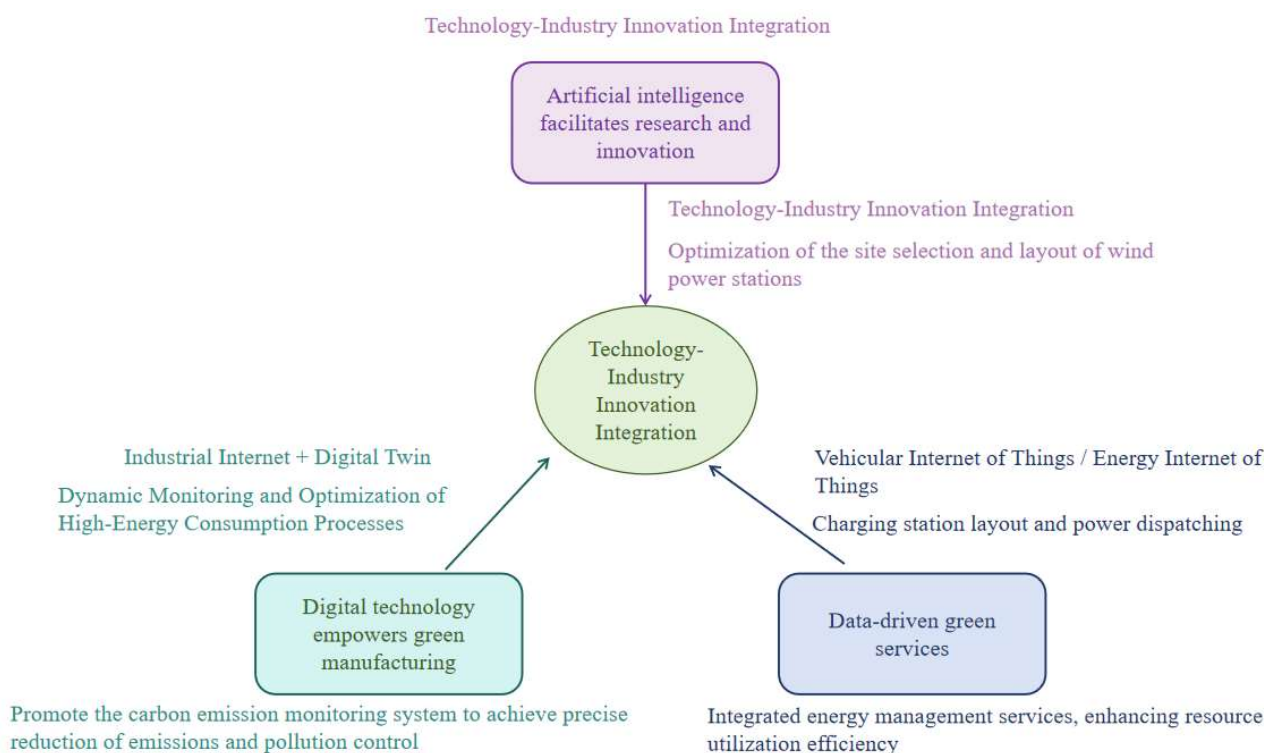 Technology-Industry Innovation Integration
Artificial intelligence
facilitates research and
innovation
Technology-Industry Innovation Integration
Optimization of the site selection and layout of wind
power stations
Technology-
Industry
Innovation
Integration
Industrial Internet + Digital Twin
Dynamic Monitoring and Optimization of
High-Energy Consumption Processes
Vehicular Internet of Things / Energy Internet of
Things
Charging station layout and power dispatching
Digital technology
empowers green
manufacturing
Data-driven green
services
Promote the carbon emission monitoring system to achieve precise
reduction of emissions and pollution control
Integrated energy management services, enhancing resource
utilization efficiency